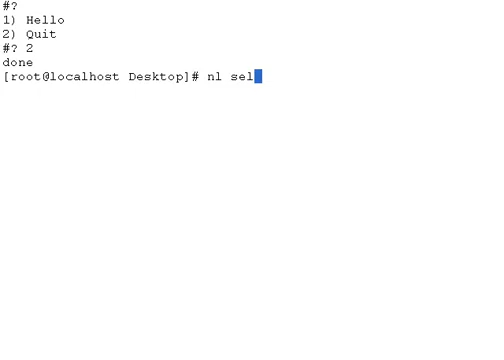 #?
1) Hello
2) Quit
#? 2
done
[root@localhost Desktop]# nl sel